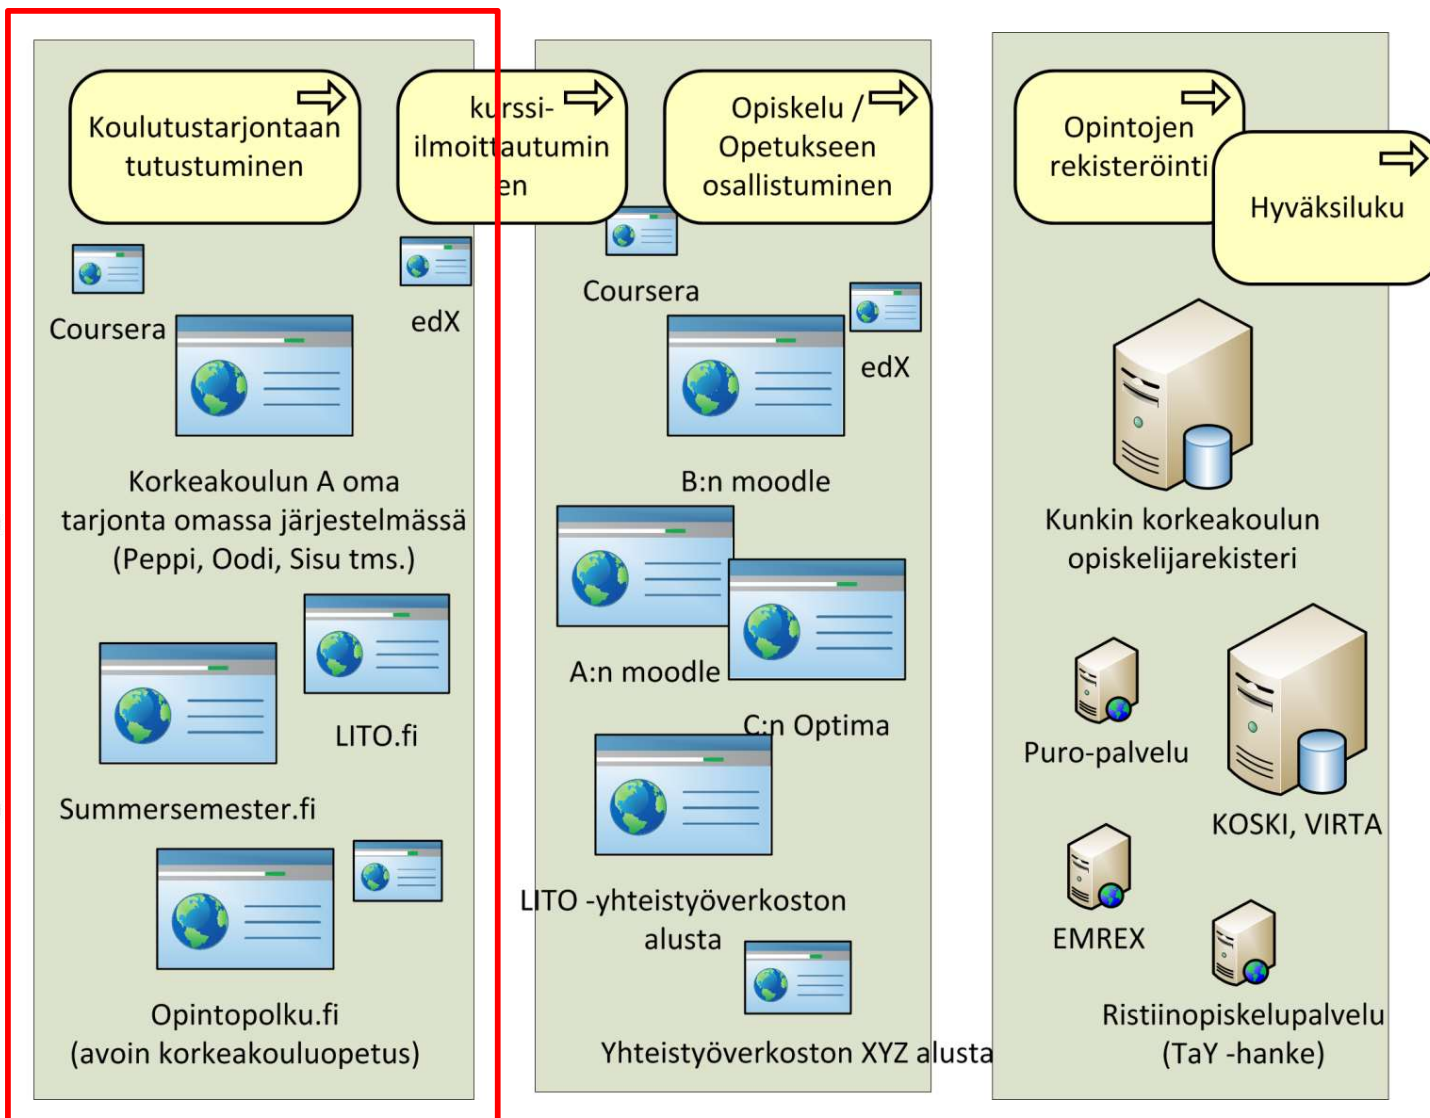 Koulutustarjontaan
tutustuminen
kurssi-
ilmoittautumin
en
Opiskelu /
Opetukseen
osallistuminen
Opintojen
rekisteröinti
Hyväksiluku
Coursera
edX
Korkeakoulun A oma
tarjonta omassa järjestelmässä
(Peppi, Oodi, Sisu tms.)
LITO.fi
Summersemester.fi
Opintopolku.fi
(avoin korkeakouluopetus)
Coursera
edX
B:n moodle
A:n moodle
C:n Optima
LITO -yhteistyöverkoston
alusta
Yhteistyöverkoston XYZ alusta
Kunkin korkeakoulun
opiskelijarekisteri
Puro-palvelu
KOSKI, VIRTA
EMREX
Ristiinopiskelupalvelu
(TaY -hanke)